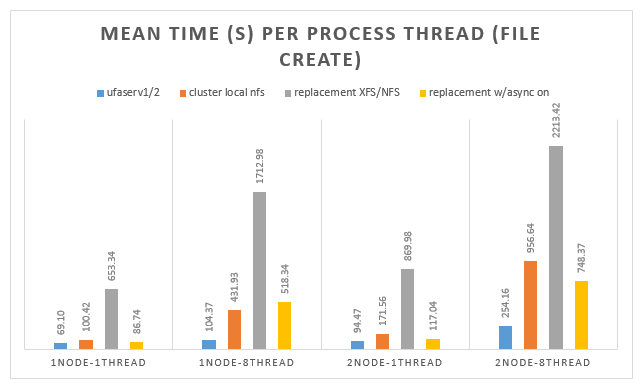 MEAN TIME (S) PER PROCESS THREAD (FILE
CREATE)
ufaserv1/2 cluster local nfs replacement XFS/NFS replacement w/async on
69.10 100.42 653.34 86.74 104.37 431.93 1712.98 518.34 94.47 171.56 869.98 117.04 254.16 956.64 2213.42 748.37
1NODE-1THREAD 1NODE-8THREAD 2NODE-1THREAD 2NODE-8THREAD